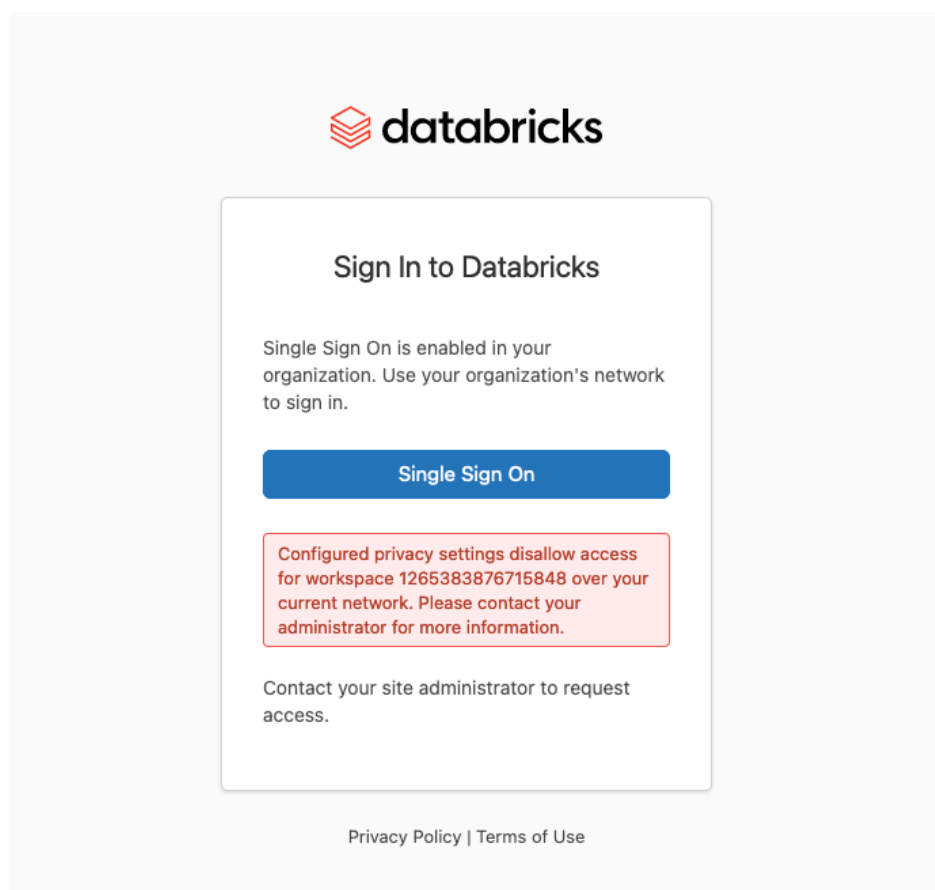 databricks
Sign In to Databricks
Single Sign On is enabled in your
organization. Use your organization's network
to sign in.
Single Sign On
Configured privacy settings disallow access
for workspace 1265383876715848 over your
current network. Please contact your
administrator for more information.
Contact your site administrator to request
access.
Privacy Policy | Terms of Use